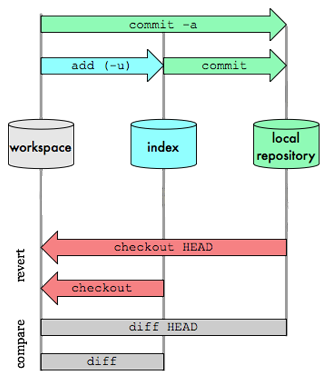 commit -a
add (-u)
commit
workspace
index
local
repository
revert
checkout HEAD
checkout
compare
diff HEAD
diff